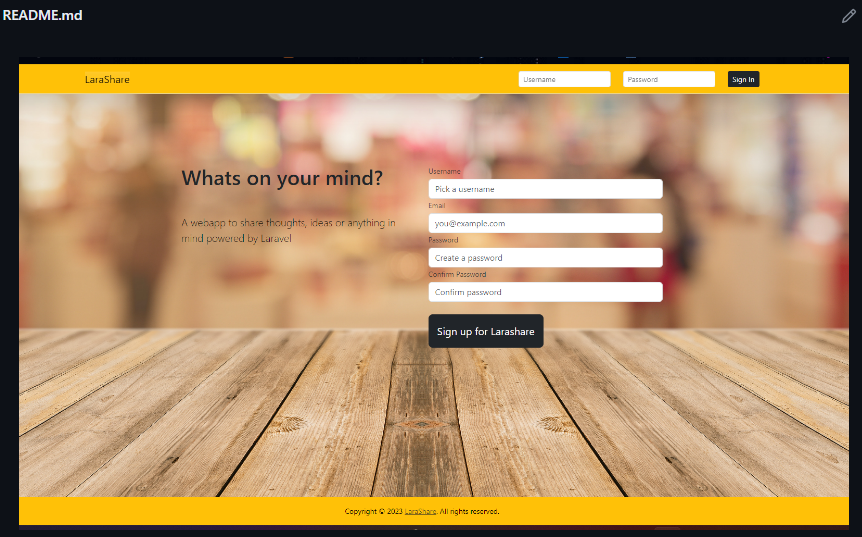 README.md
LaraShare
Username
Password
Sign In
Whats on your mind?
A webapp to share thoughts, ideas or anything in
mind powered by Laravel
Username
Pick a username
Email
you@example.com
Password
Create a password
Confirm Password
Confirm password
Sign up for Larashare
Copyright © 2023 LaraShare. All rights reserved.